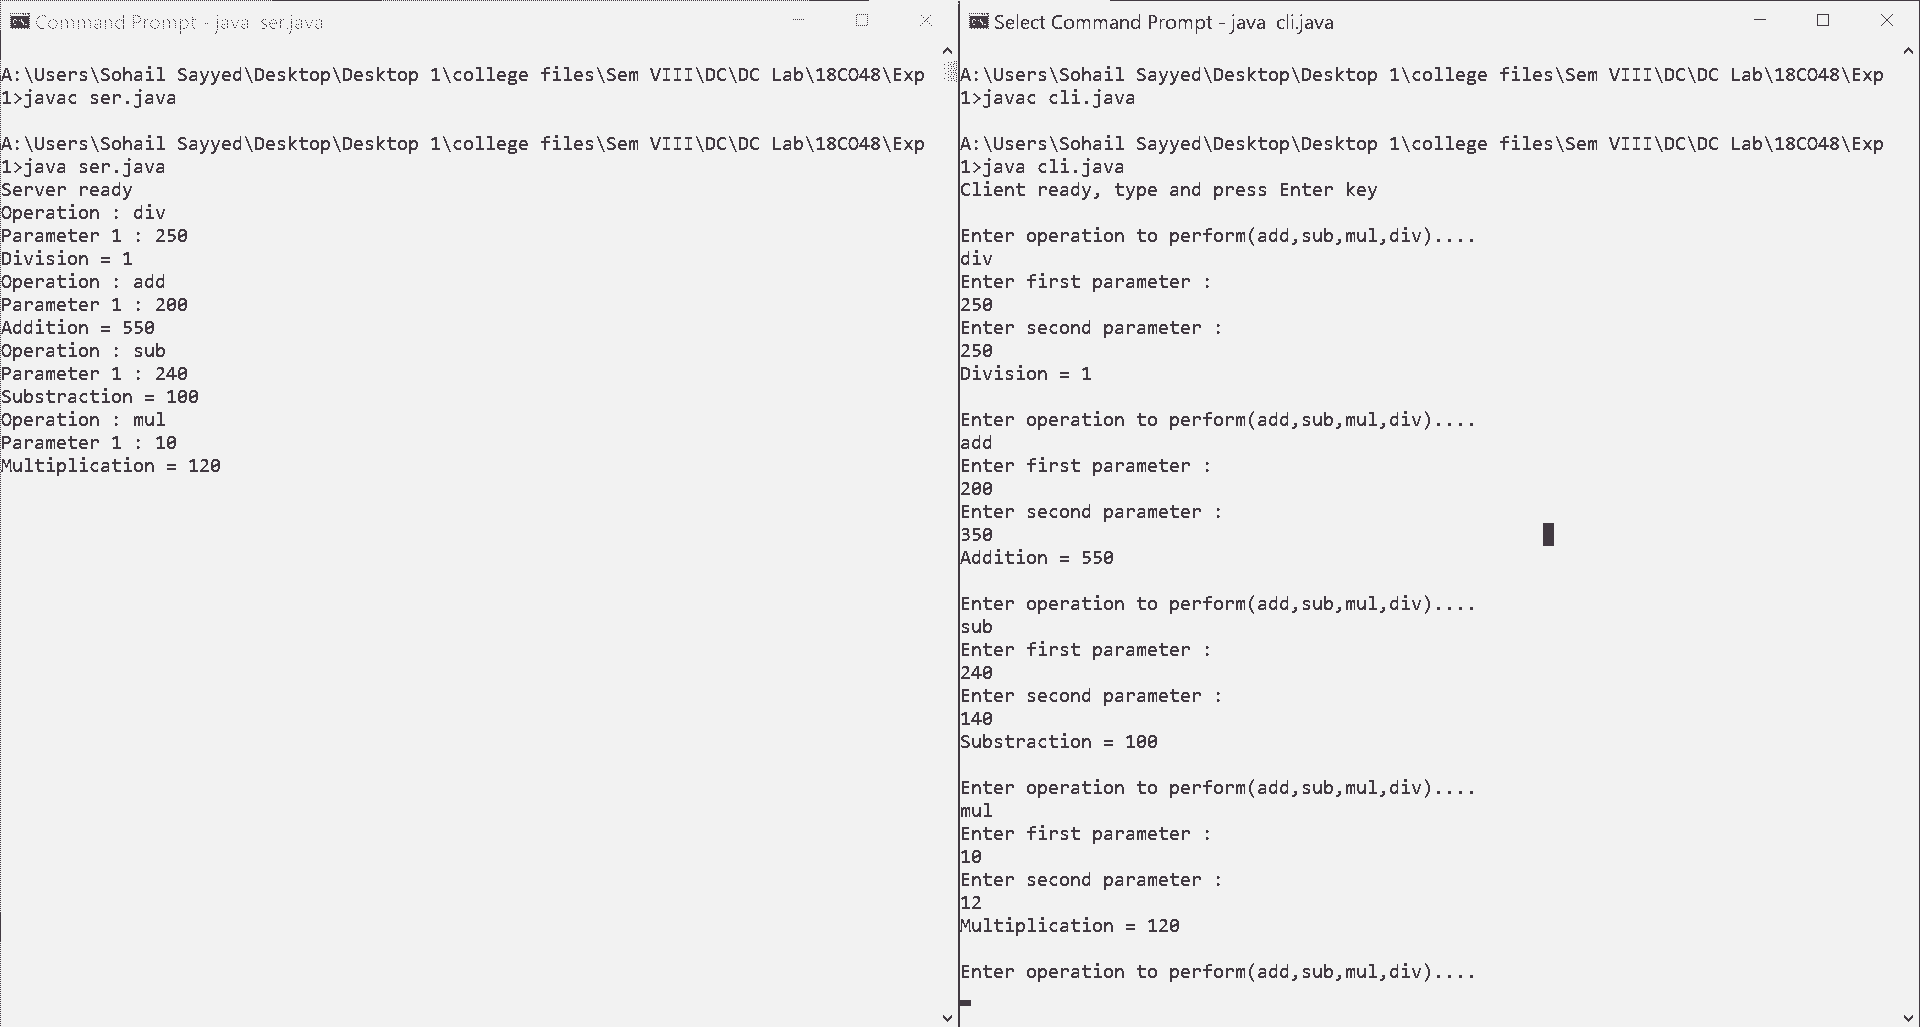 Command Prompt - java  ser.java
A:\Users\Sohail Sayyed\Desktop\Desktop 1\college files\Sem VIII\DC\DC Lab\18CO48\Exp
1>javac ser.java
A:\Users\Sohail Sayyed\Desktop\Desktop 1\college files\Sem VIII\DC\DC Lab\18CO48\Exp
1>java ser.java
Server ready
Operation : div
Parameter 1 : 250
Division = 1
Operation : add
Parameter 1 : 200
Addition = 550
Operation : sub
Parameter 1 : 240
Substraction = 100
Operation : mul
Parameter 1 : 10
Multiplication = 120
Select Command Prompt - java  cli.java
A:\Users\Sohail Sayyed\Desktop\Desktop 1\college files\Sem VIII\DC\DC Lab\18CO48\Exp
1>javac cli.java
A:\Users\Sohail Sayyed\Desktop\Desktop 1\college files\Sem VIII\DC\DC Lab\18CO48\Exp
1>java cli.java
Client ready, type and press Enter key
Enter operation to perform(add,sub,mul,div)....
div
Enter first parameter :
250
Enter second parameter :
250
Division = 1
Enter operation to perform(add,sub,mul,div)....
add
Enter first parameter :
200
Enter second parameter :
350
Addition = 550
Enter operation to perform(add,sub,mul,div)....
sub
Enter first parameter :
240
Enter second parameter :
140
Substraction = 100
Enter operation to perform(add,sub,mul,div)....
mul
Enter first parameter :
10
Enter second parameter :
12
Multiplication = 120
Enter operation to perform(add,sub,mul,div)....